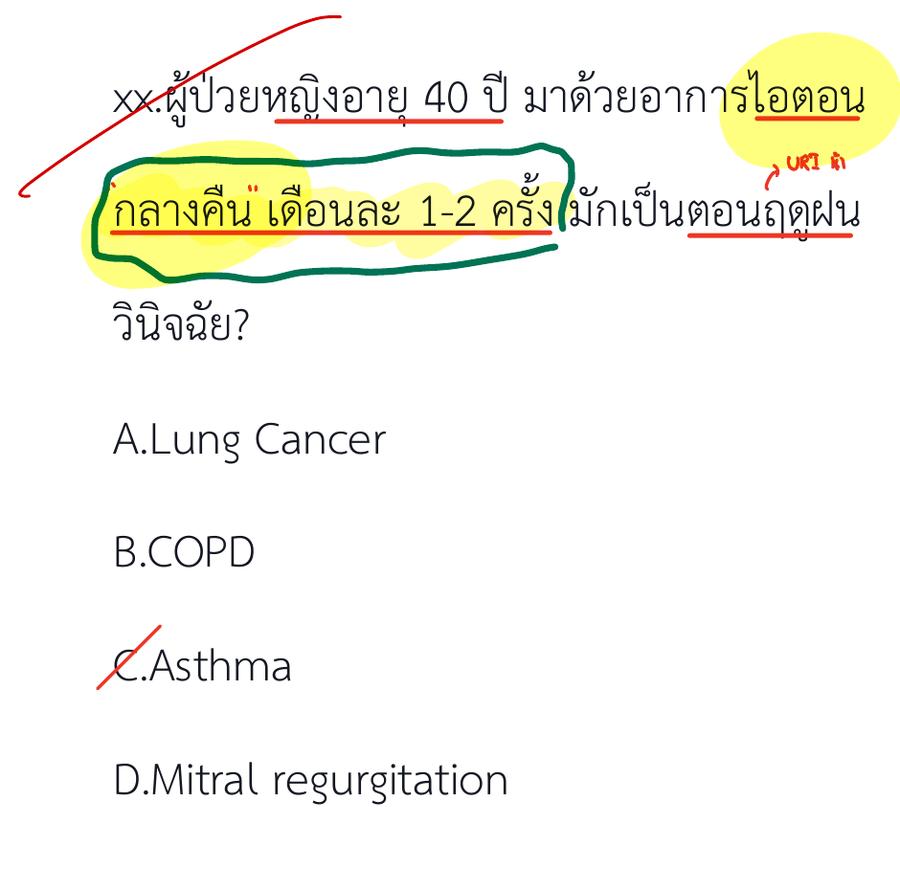 xx.ผู้ป่วยหญิงอายุ 40 ปี มาด้วยอาการไอตอน
URI นำ
"กลางคืน" เดือนละ 1-2 ครั้ง มักเป็นตอนฤดูฝน
วินิจฉัย?
A.Lung Cancer
B.COPD
C.Asthma
D.Mitral regurgitation